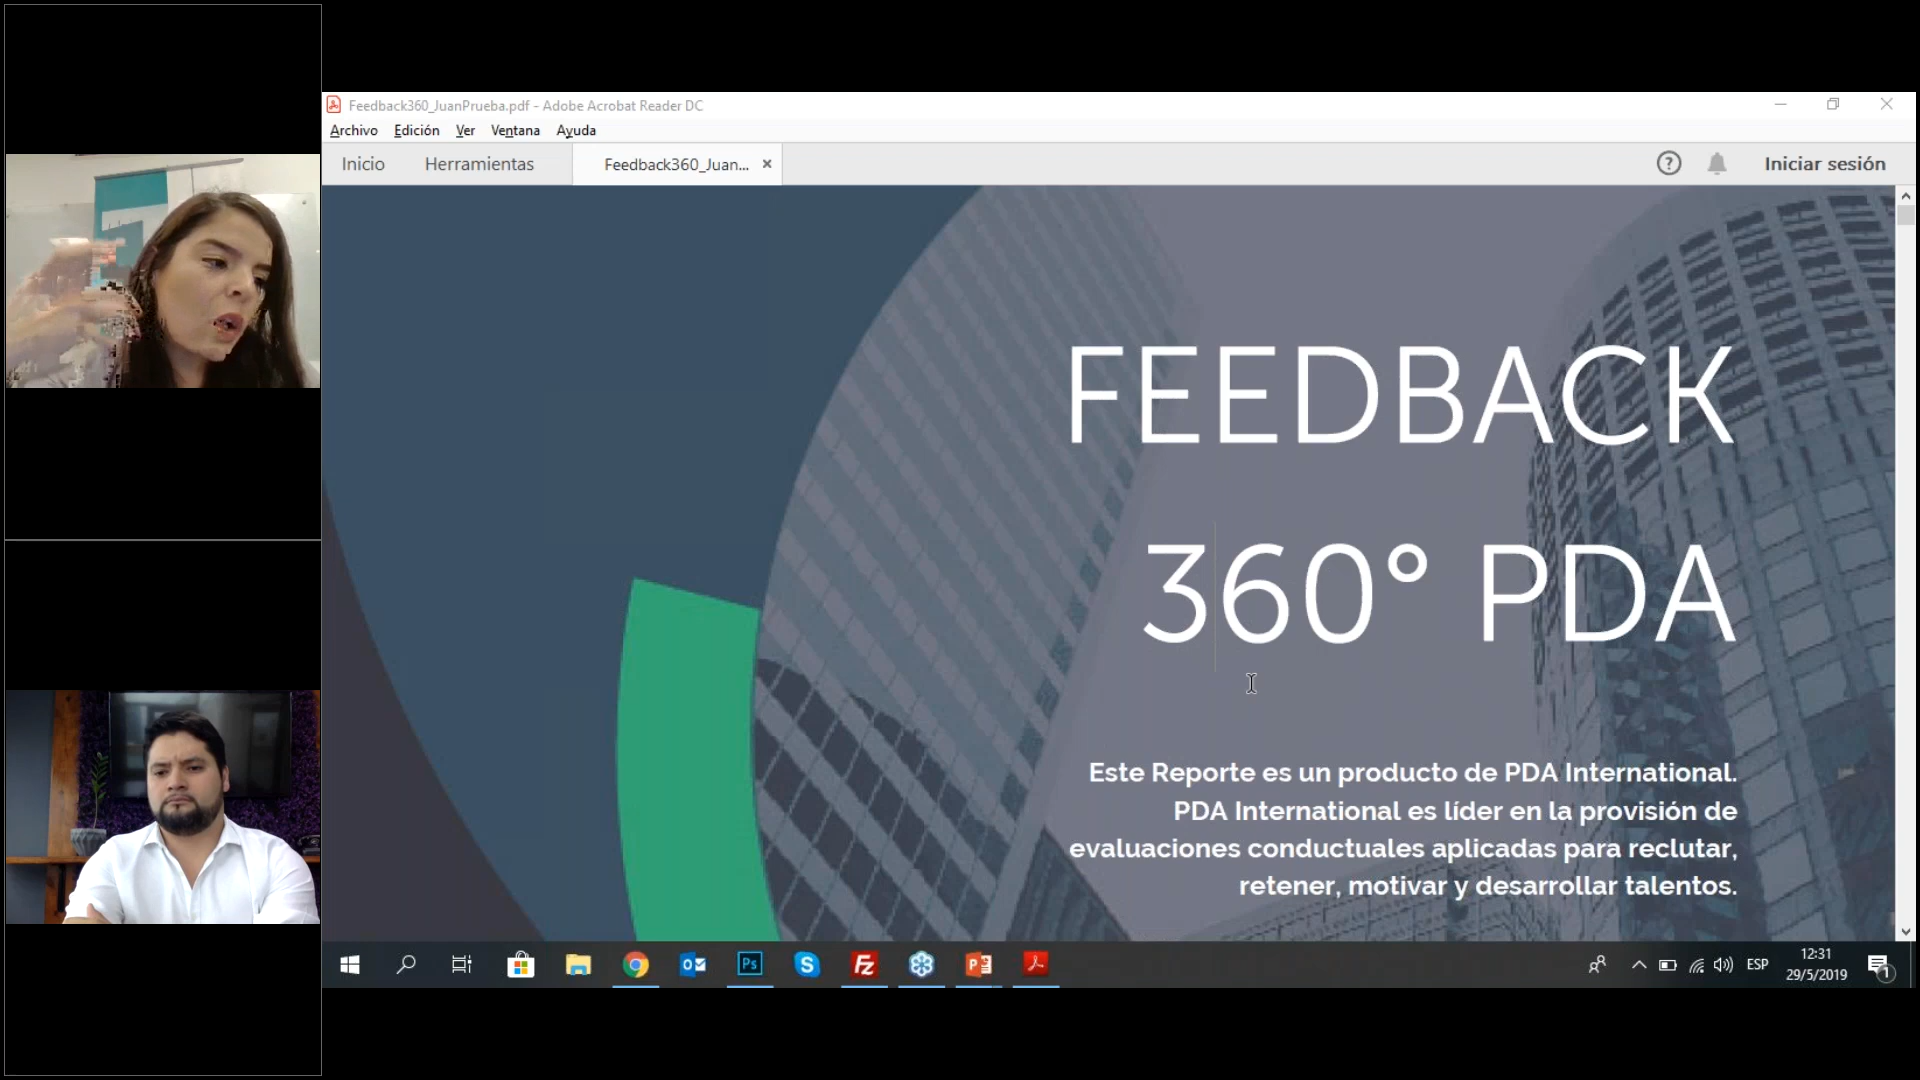 Feedback360_JuanPrueba.pdf - Adobe Acrobat Reader DC
Archivo Edición Ver Ventana Ayuda
Inicio Herramientas Feedback360_Juan... Iniciar sesión
FEEDBACK
360° PDA
Este Reporte es un producto de PDA International.
PDA International es líder en la provisión de
evaluaciones conductuales aplicadas para reclutar,
retener, motivar y desarrollar talentos.
Ps
ESP
12:31
29/5/2019
1